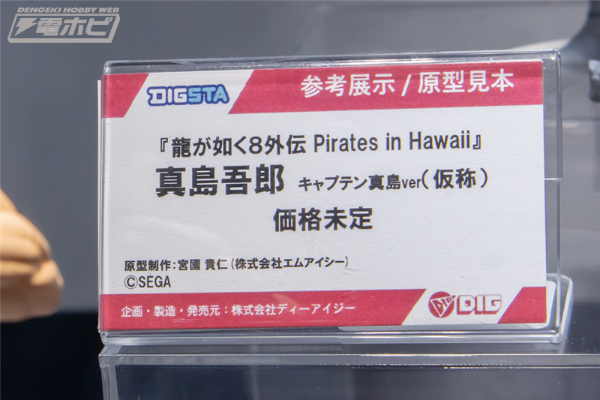 DENGEKI HOBBY WEB
電ホビ
DIGSTA
参考展示 / 原型見本
『龍が如く8外伝 Pirates in Hawaii』
真島吾郎 キャプテン真島ver(仮称)
価格未定
原型制作:宮國 貴仁(株式会社エムアイシー)
©SEGA
企画・製造・発売元:株式会社ディーアイジー
DIG